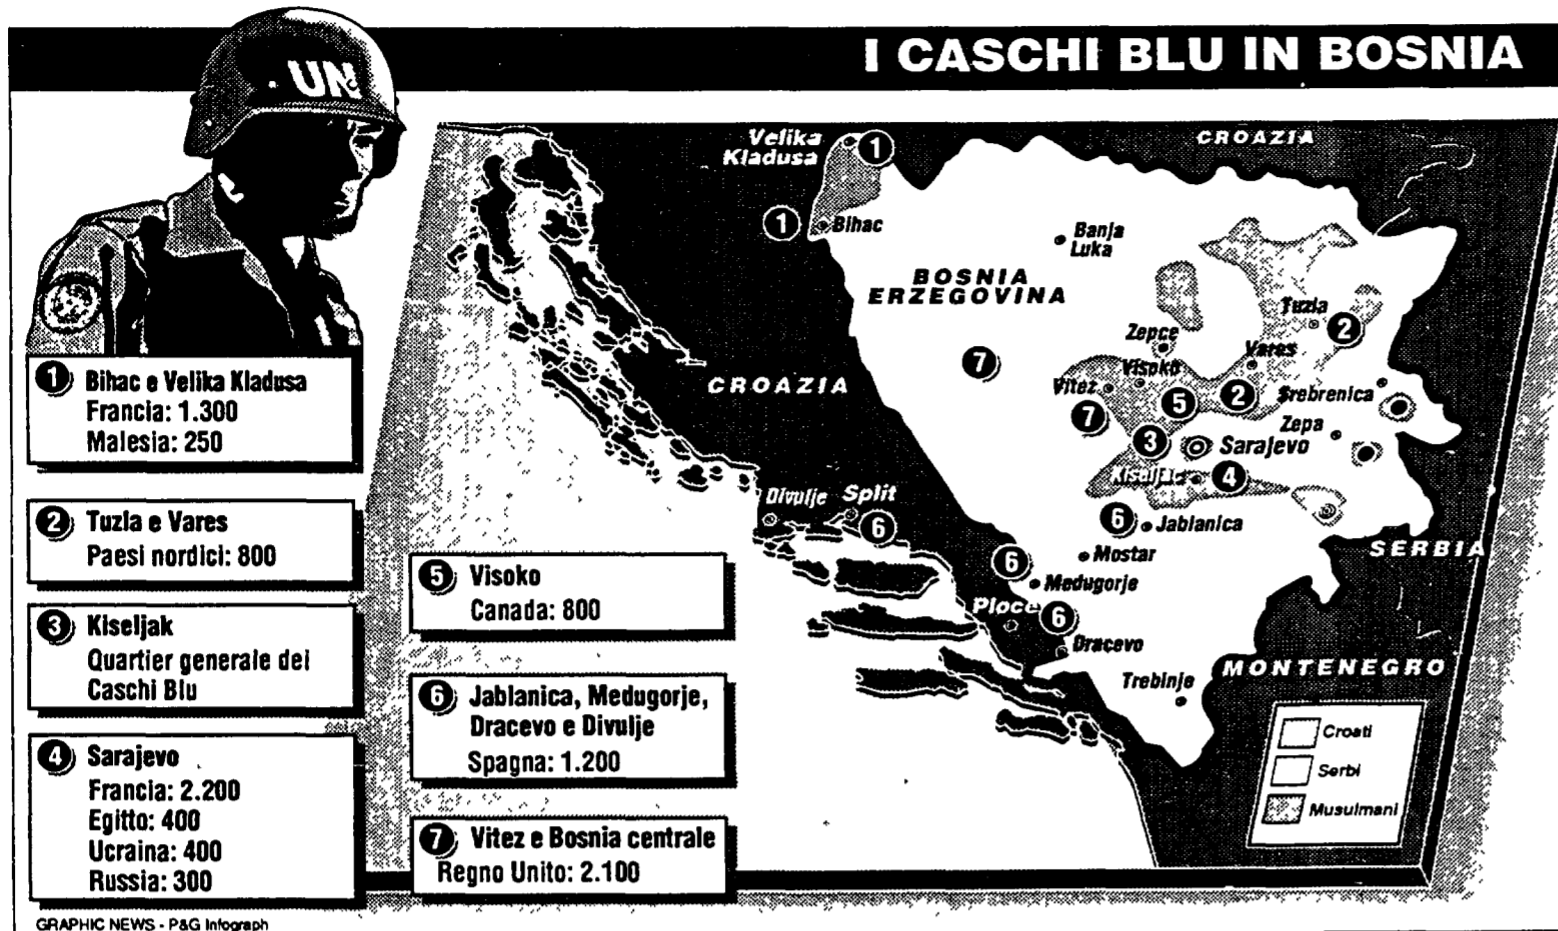 I CASCHI BLU IN BOSNIA
UN
1 Bihac e Velika Kladusa
Francia: 1.300
Malesia: 250
2 Tuzla e Vares
Paesi nordici: 800
3 Kiseljak
Quartier generale dei
Caschi Blu
4 Sarajevo
Francia: 2.200
Egitto: 400
Ucraina: 400
Russia: 300
5 Visoko
Canada: 800
6 Jablanica, Medugorje,
Dracevo e Divulje
Spagna: 1.200
7 Vitez e Bosnia centrale
Regno Unito: 2.100
Velika
Kladusa
1
CROAZIA
1
Bihac
Banja
Luka
BOSNIA
ERZEGOVINA
Tuzla
2
Zepce
Vares
7
CROAZIA
Visoko
Vitez
5
2
Srebrenica
7
Zepa
3
Sarajevo
Kiseljac
4
Divulje
Split
6
6
Jablanica
SERBIA
Mostar
6
Medugorje
Ploce
6
Dracevo
MONTENEGRO
Trebinje
Croati
Serbi
Musulmani
GRAPHIC NEWS - P&G Infograph